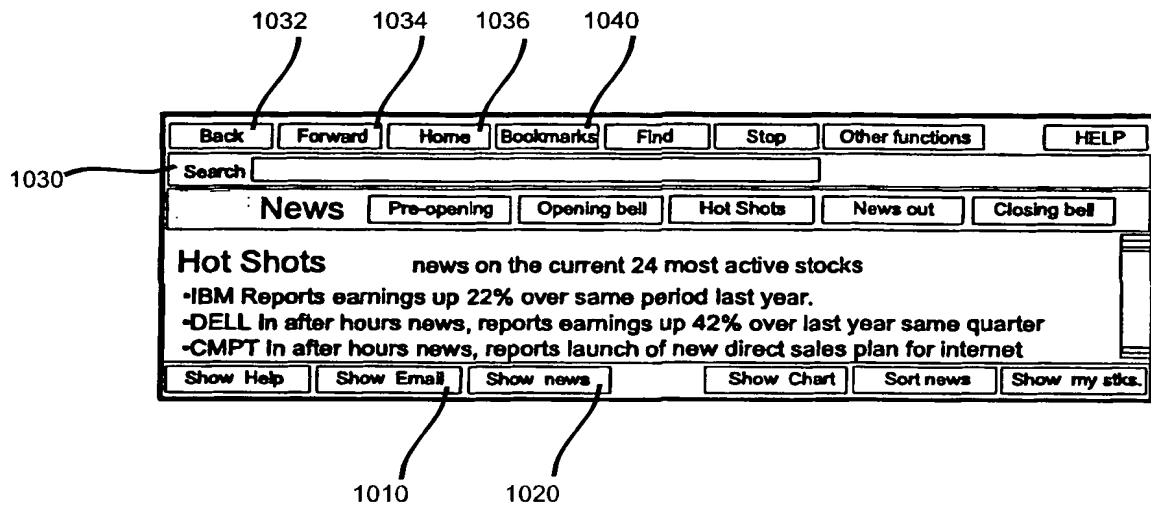 1032 1034 1036 1040
Back Forward Home Bookmarks Find Stop Other functions HELP
1030
Search
News Pre-opening Opening bell Hot Shots News out Closing bell
Hot Shots news on the current 24 most active stocks
•IBM Reports earnings up 22% over same period last year.
•DELL In after hours news, reports earnings up 42% over last year same quarter
•CMPT In after hours news, reports launch of new direct sales plan for internet
Show Help Show Email Show news Show Chart Sort news Show my stks.
1010 1020